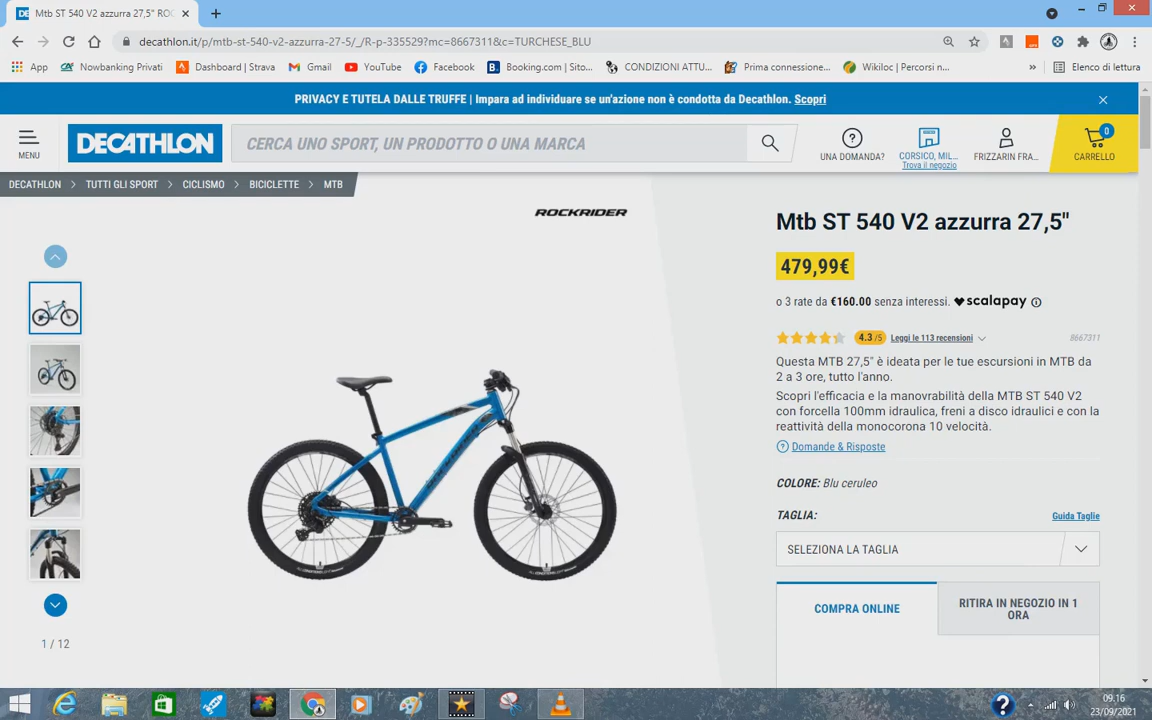 Mtb ST 540 V2 azzurra 27,5" ROC
decathlon.it/p/mtb-st-540-v2-azzurra-27-5/_/R-p-335529?mc=8667311&c=TURCHESE_BLU
App Nowbanking Privati Dashboard | Strava Gmail YouTube Facebook Booking.com | Sito... CONDIZIONI ATTU... Prima connessione... Wikiloc | Percorsi n... » Elenco di lettura
PRIVACY E TUTELA DALLE TRUFFE | Impara ad individuare se un'azione non è condotta da Decathlon. Scopri
MENU
DECATHLON
CERCA UNO SPORT, UN PRODOTTO O UNA MARCA
UNA DOMANDA?
CORSICO, MIL...
Trova il negozio
FRIZZARIN FRA...
0
CARRELLO
DECATHLON > TUTTI GLI SPORT > CICLISMO > BICICLETTE > MTB
ROCKRIDER
Mtb ST 540 V2 azzurra 27,5"
479,99€
o 3 rate da €160.00 senza interessi. scalapay
4.3 /5 Leggi le 113 recensioni 8667311
Questa MTB 27,5" è ideata per le tue escursioni in MTB da
2 a 3 ore, tutto l'anno.
Scopri l'efficacia e la manovrabilità della MTB ST 540 V2
con forcella 100mm idraulica, freni a disco idraulici e con la
reattività della monocorona 10 velocità.
Domande & Risposte
COLORE: Blu ceruleo
TAGLIA: Guida Taglie
SELEZIONA LA TAGLIA
COMPRA ONLINE
RITIRA IN NEGOZIO IN 1
ORA
1 / 12
09.16
23/09/2021